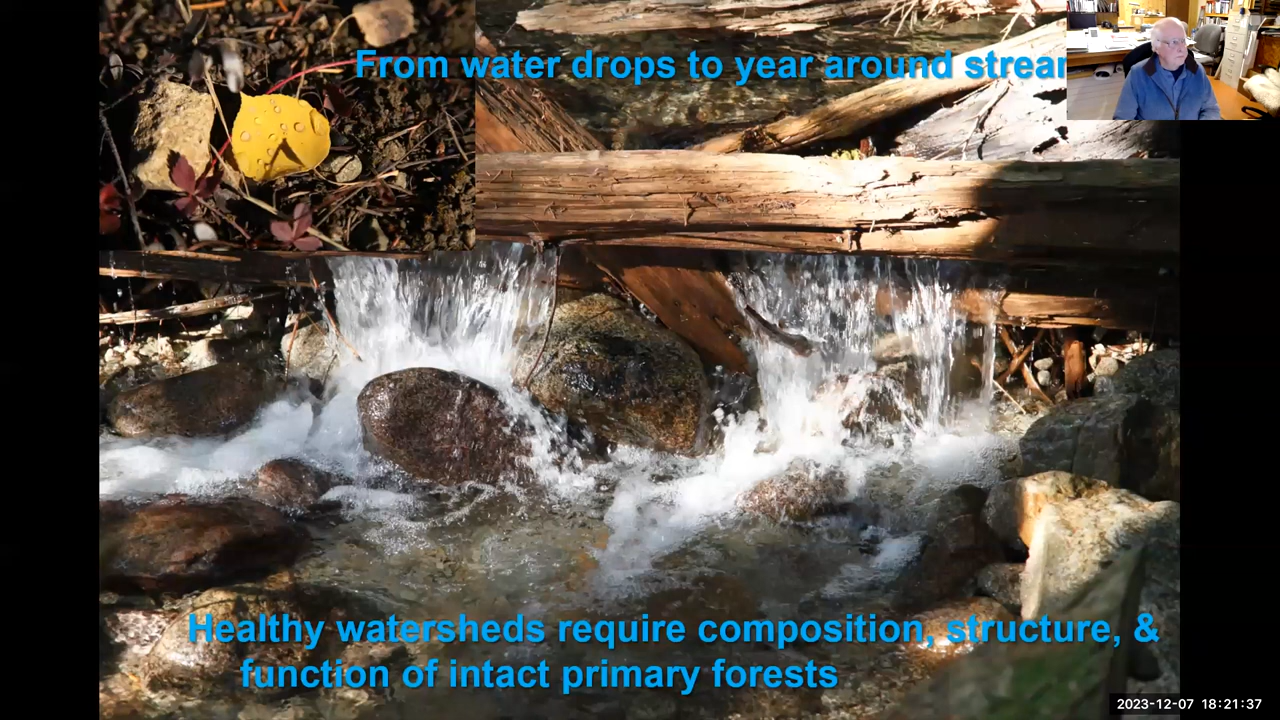 From water drops to year around
Healthy watersheds require composition, structure, &
function of intact primary forests
2023-12-07 18:21:37